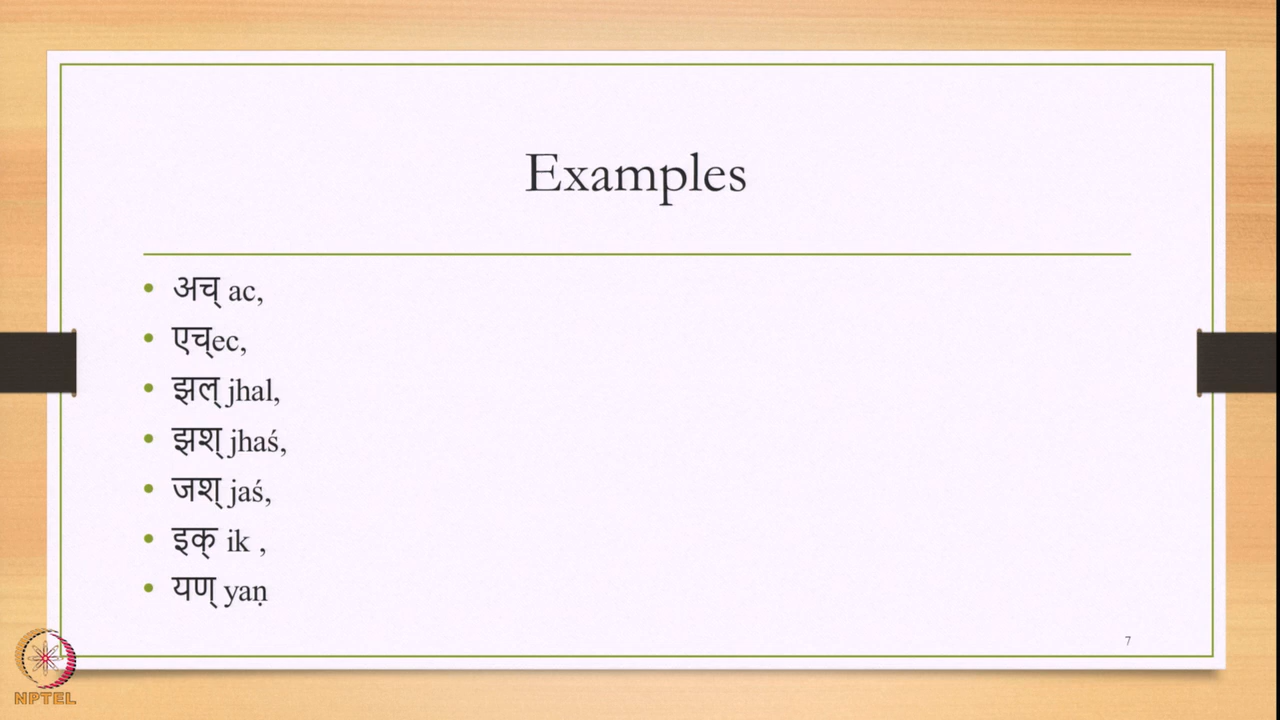 Examples
• अच् ac,
• एच्ec,
• झल् jhal,
• झश् jhaś,
• जश् jaś,
• इक् ik ,
• यण् yaṇ
7
NPTEL